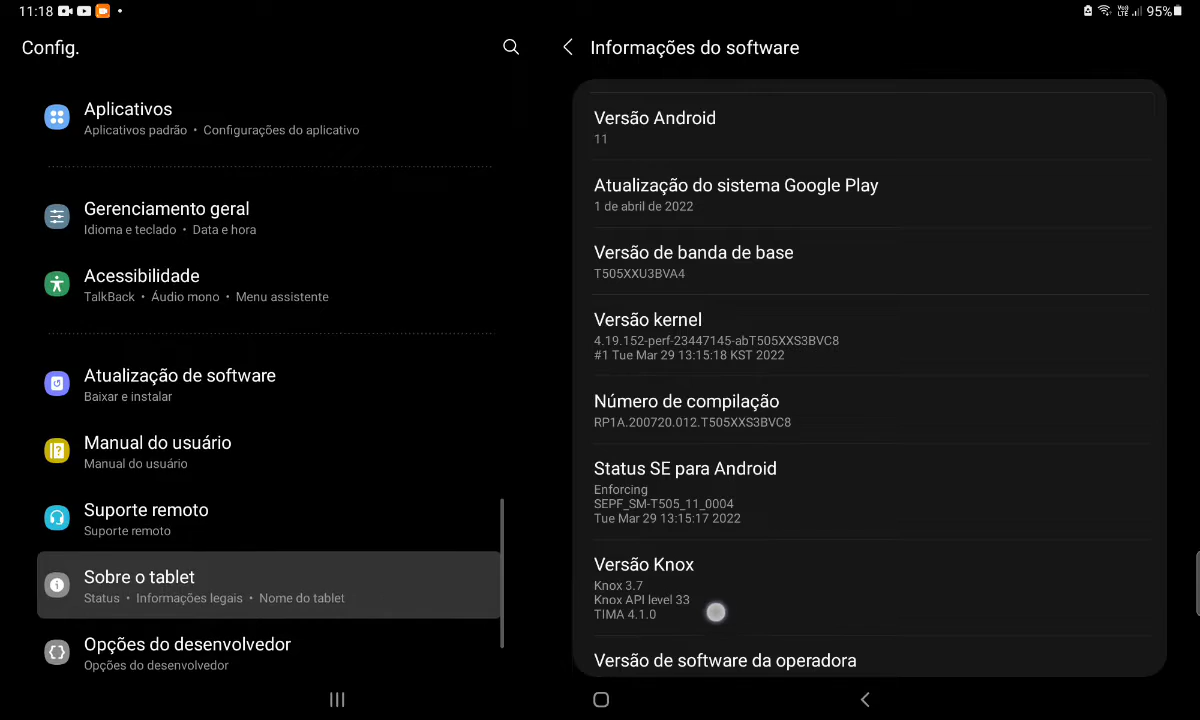 11:18
Vo)) LTE
95%
Config.
Aplicativos
Aplicativos padrão • Configurações do aplicativo
Gerenciamento geral
Idioma e teclado • Data e hora
Acessibilidade
TalkBack • Áudio mono • Menu assistente
Atualização de software
Baixar e instalar
Manual do usuário
Manual do usuário
Suporte remoto
Suporte remoto
Sobre o tablet
Status • Informações legais • Nome do tablet
Opções do desenvolvedor
Opções do desenvolvedor
Informações do software
Versão Android
11
Atualização do sistema Google Play
1 de abril de 2022
Versão de banda de base
T505XXU3BVA4
Versão kernel
4.19.152-perf-23447145-abT505XXS3BVC8
#1 Tue Mar 29 13:15:18 KST 2022
Número de compilação
RP1A.200720.012.T505XXS3BVC8
Status SE para Android
Enforcing
SEPF_SM-T505_11_0004
Tue Mar 29 13:15:17 2022
Versão Knox
Knox 3.7
Knox API level 33
TIMA 4.1.0
Versão de software da operadora